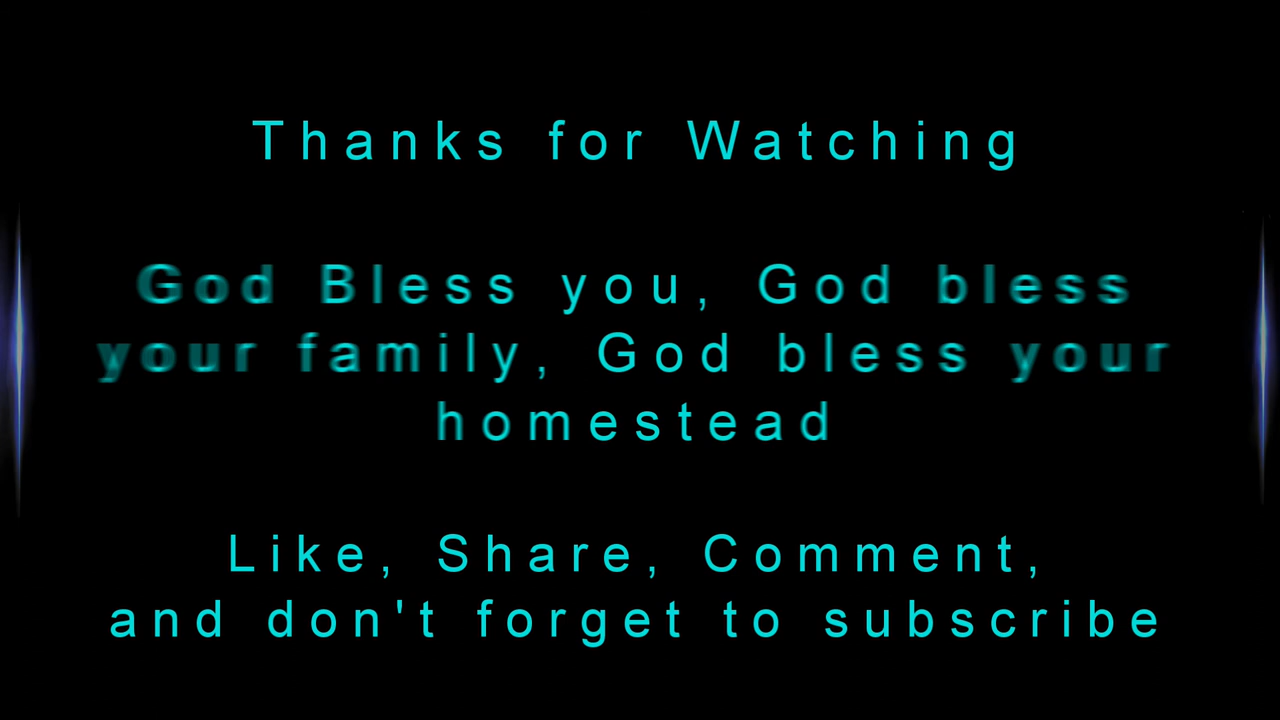 Thanks for Watching
God Bless you, God bless
your family, God bless your
homestead
Like, Share, Comment,
and don't forget to subscribe